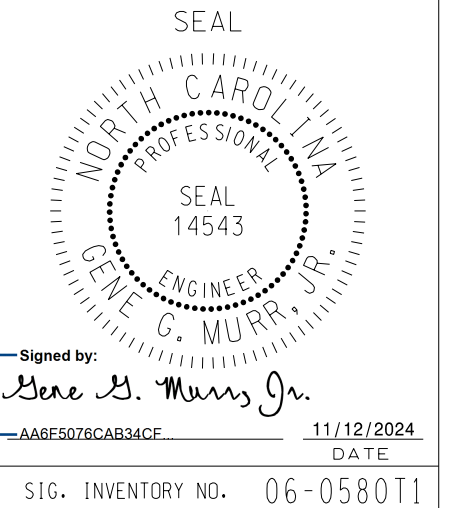 SEAL
NORTH CAROLINA
PROFESSIONAL
SEAL
14543
ENGINEER
GENE G. MURR, JR.
Signed by:
Gene G. Murr, Jr.
AA6F5076CAB34CF...
11/12/2024
DATE
SIG. INVENTORY NO. 06-0580T1